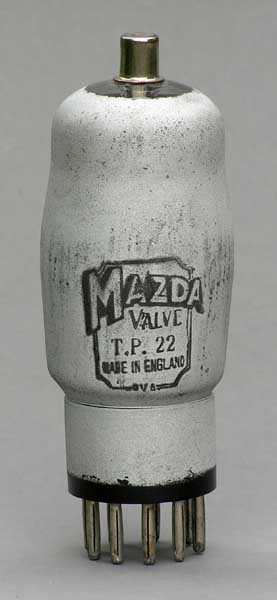 MAZDA
VALVE
T.P. 22
MADE IN ENGLAND